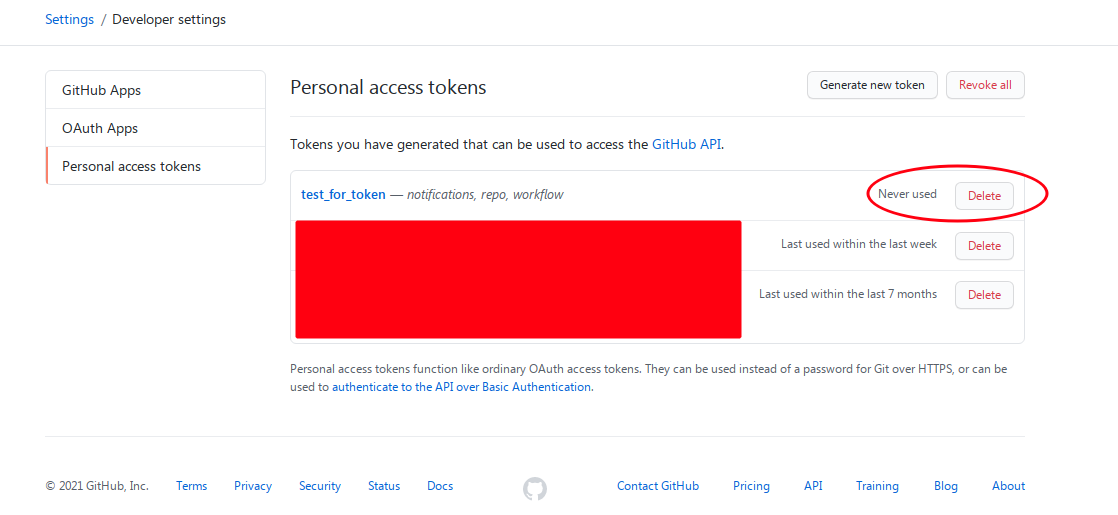 Settings / Developer settings
GitHub Apps
OAuth Apps
Personal access tokens
Personal access tokens
Generate new token
Revoke all
Tokens you have generated that can be used to access the GitHub API.
test_for_token — notifications, repo, workflow
Never used
Delete
Last used within the last week
Delete
Last used within the last 7 months
Delete
Personal access tokens function like ordinary OAuth access tokens. They can be used instead of a password for Git over HTTPS, or can be
used to authenticate to the API over Basic Authentication.
© 2021 GitHub, Inc.
Terms
Privacy
Security
Status
Docs
Contact GitHub
Pricing
API
Training
Blog
About